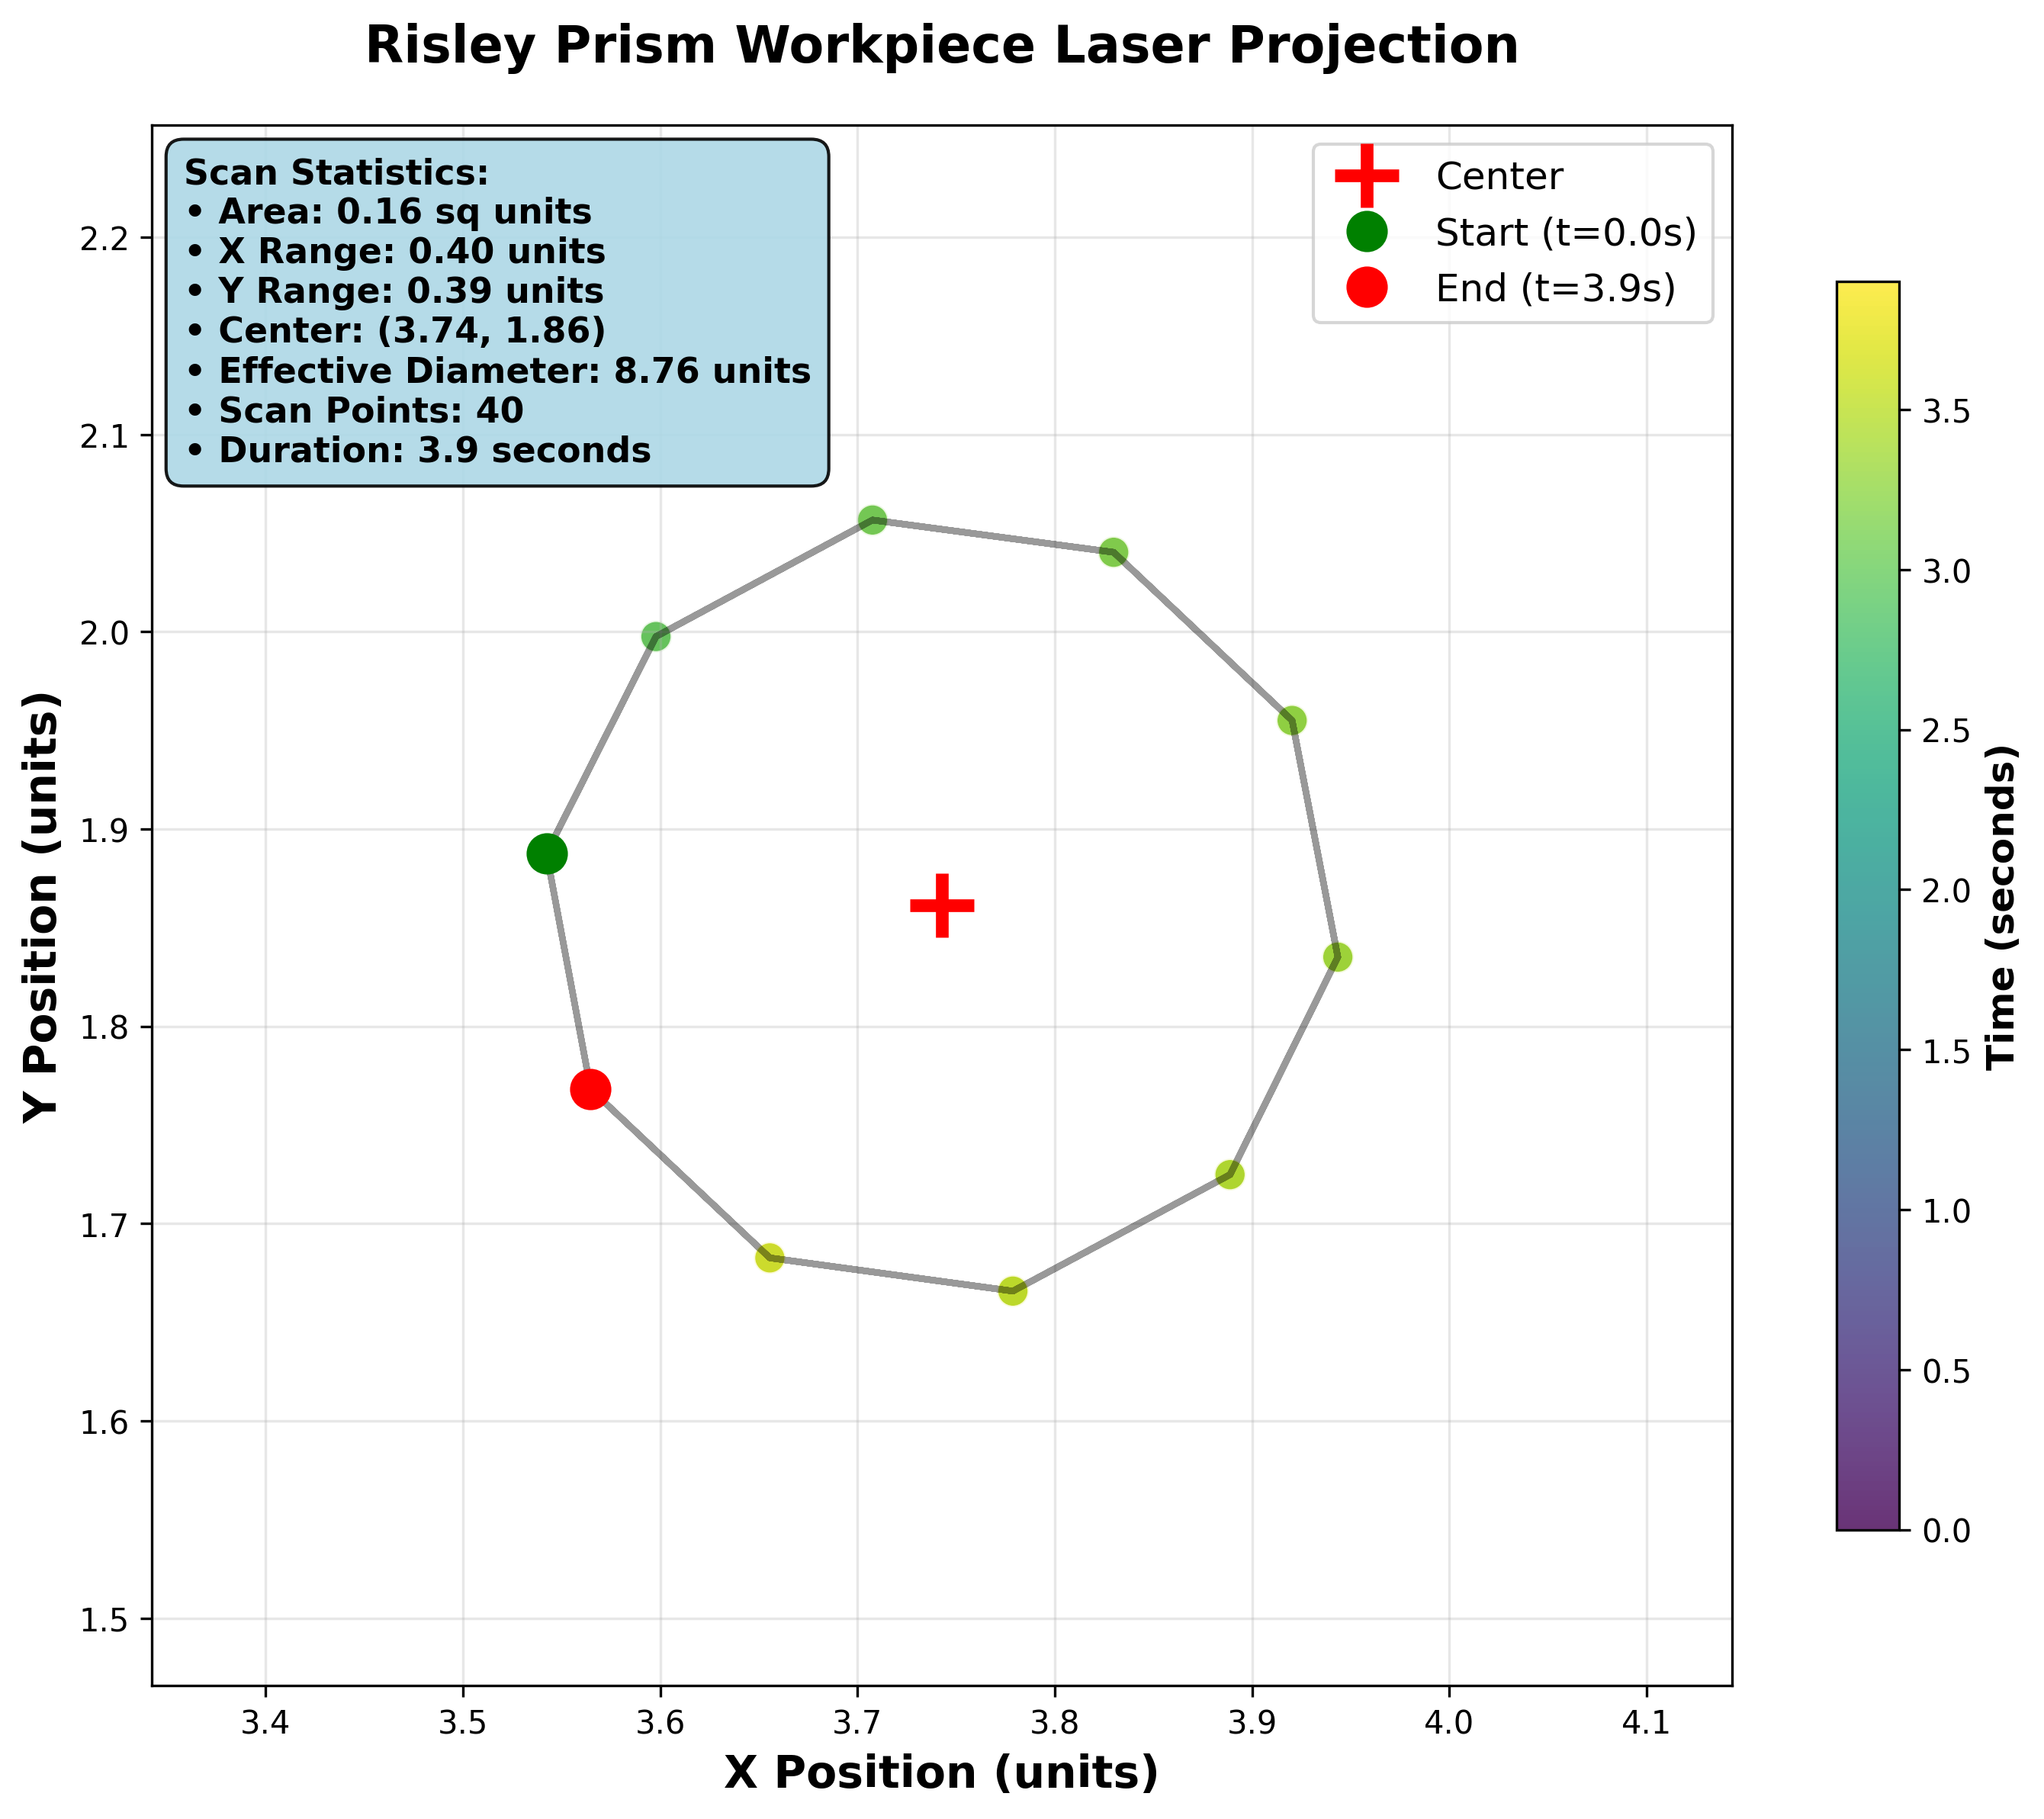 Risley Prism Workpiece Laser Projection
Scan Statistics:
• Area: 0.16 sq units
• X Range: 0.40 units
• Y Range: 0.39 units
• Center: (3.74, 1.86)
• Effective Diameter: 8.76 units
• Scan Points: 40
• Duration: 3.9 seconds
Center
Start (t=0.0s)
End (t=3.9s)
Y Position (units)
2.2
2.1
2.0
1.9
1.8
1.7
1.6
1.5
3.4
3.5
3.6
3.7
3.8
3.9
4.0
4.1
X Position (units)
3.5
3.0
2.5
2.0
1.5
1.0
0.5
0.0
Time (seconds)